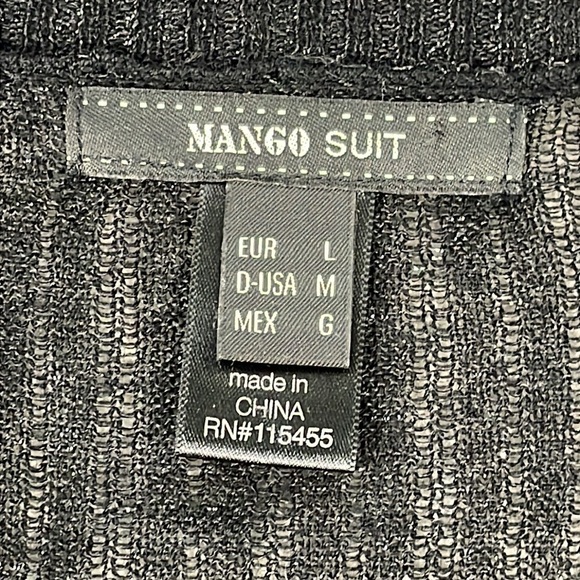 MANGO SUIT
EUR L
D-USA M
MEX G
made in
CHINA
RN#115455